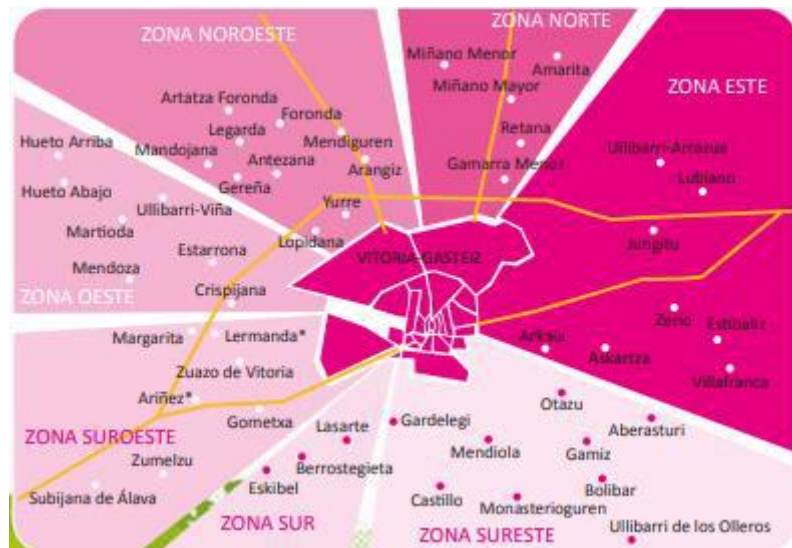 ZONA NOROESTE
ZONA NORTE
ZONA ESTE
Miñano Menor
Amarita
Miñano Mayor
Artatza Foronda
Foronda
Legarda
Mendiguren
Retana
Hueto Arriba
Mandojana
Antezana
Arangiz
Gamarra Menor
Ullibarri-Arrazua
Lubiano
Hueto Abajo
Gereña
Ullibarri-Viña
Yurre
Martioda
Estarrona
Lopidana
Jungitu
VITORIA-GASTEIZ
Mendoza
ZONA OESTE
Crispijana
Margarita
Lermanda*
Zerio
Estibaliz
Arkaia
Askartza
Zuazo de Vitoria
Villafranca
Ariñez*
Otazu
Gometxa
Lasarte
Gardelegi
Aberasturi
ZONA SUROESTE
Mendiola
Gamiz
Zumelzu
Berrostegieta
Eskibel
Bolibar
Subijana de Álava
Castillo
Monasterioguren
ZONA SUR
ZONA SURESTE
Ullibarri de los Olleros